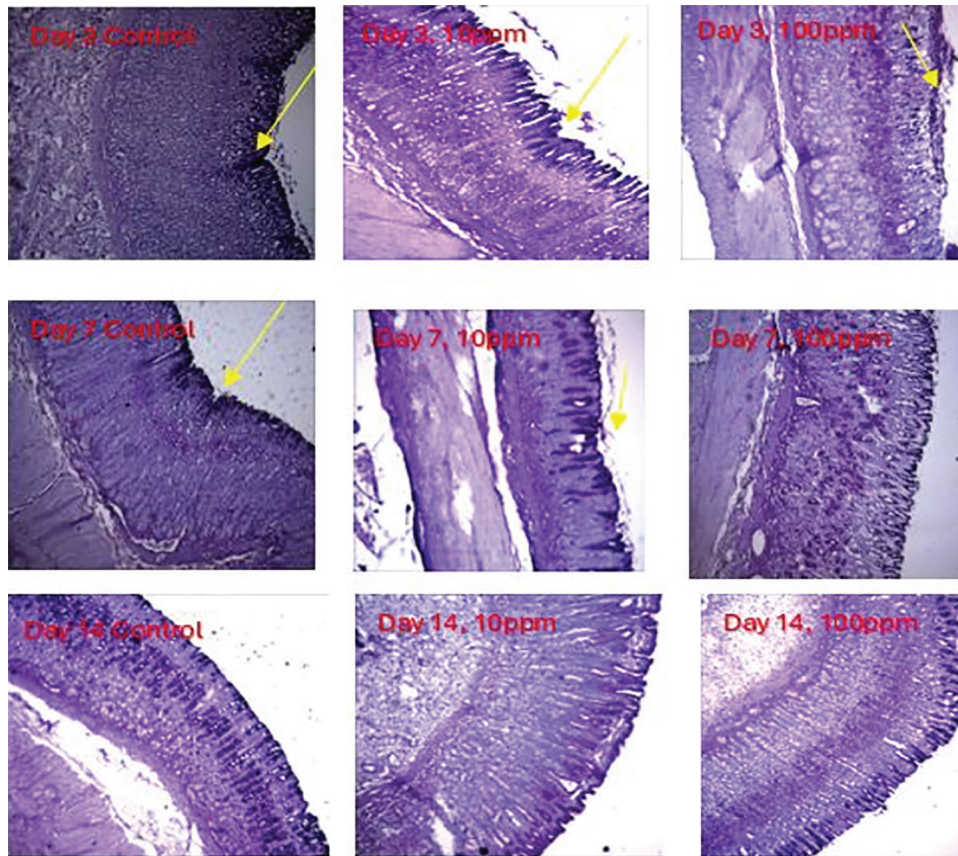 Day 3 Control
Day 3, 10ppm
Day 3, 100ppm
Day 7 Control
Day 7, 10ppm
Day 7, 100ppm
Day 14 Control
Day 14, 10ppm
Day 14, 100ppm